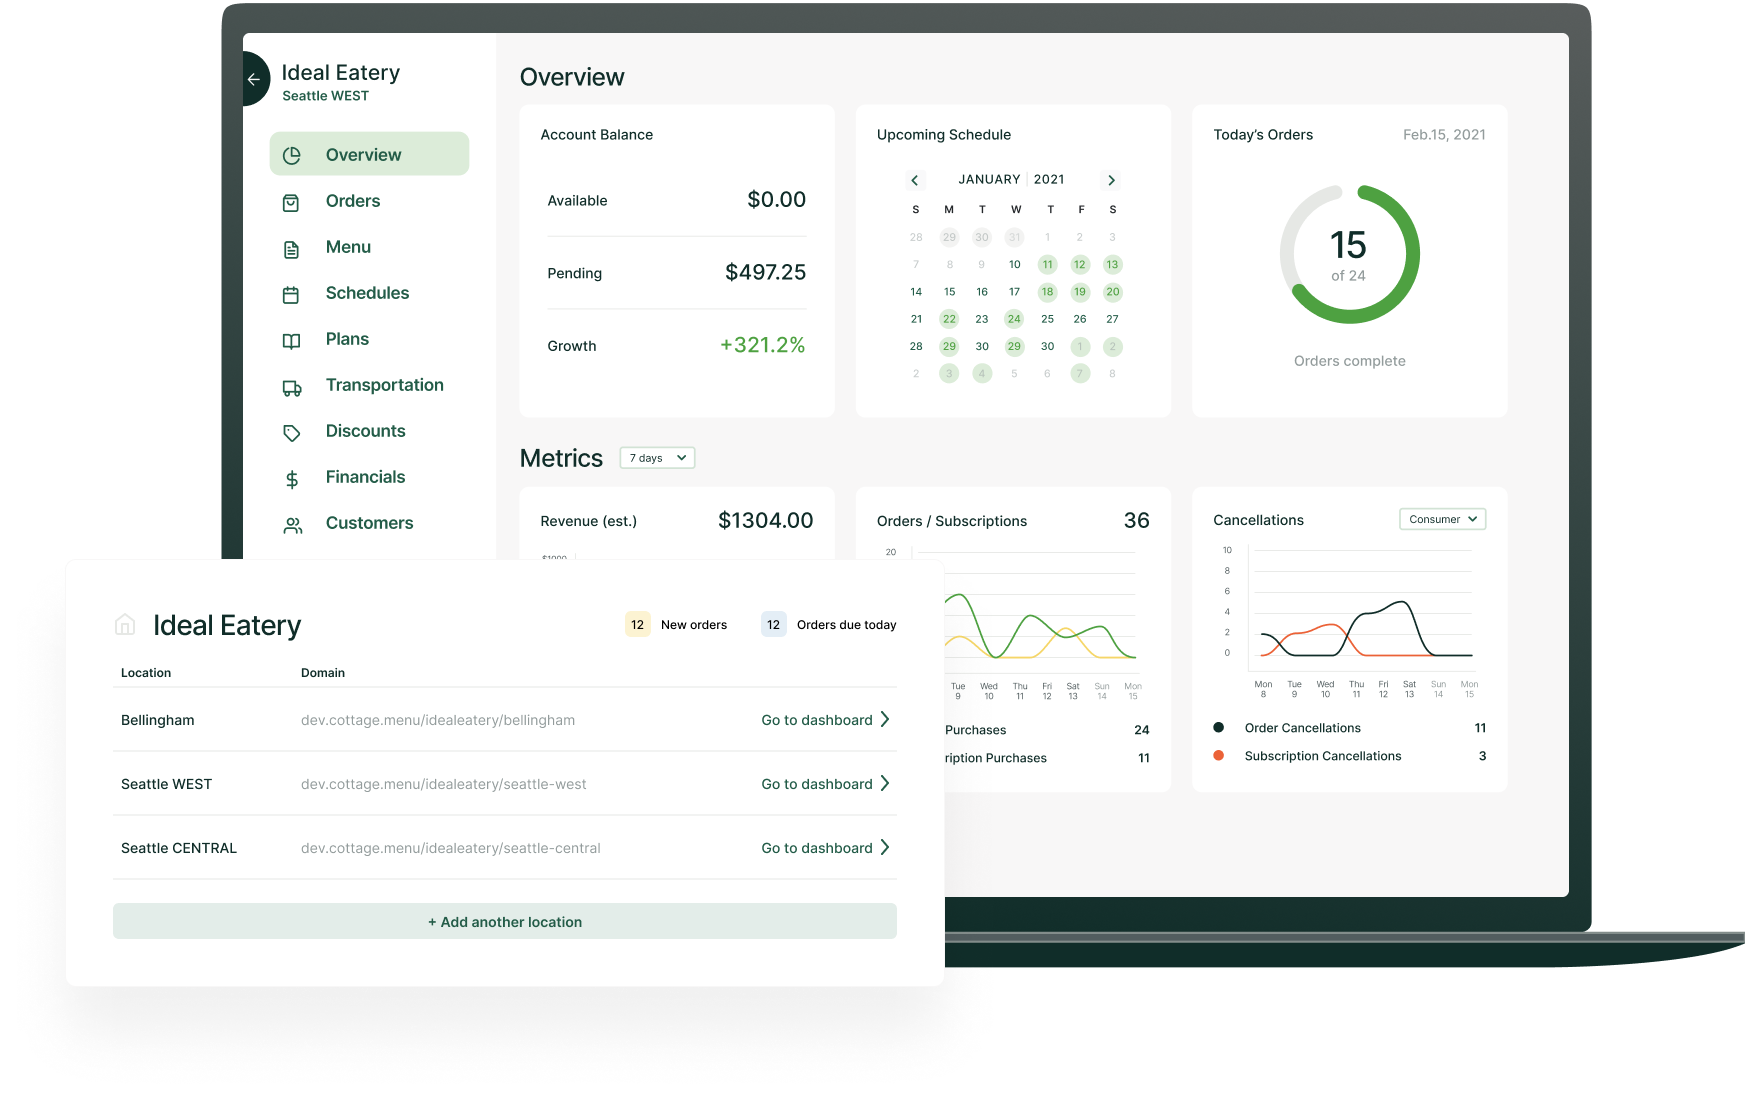 Ideal Eatery
Seattle WEST
Overview
Orders
Menu
Schedules
Plans
Transportation
Discounts
Financials
Customers
Overview
Account Balance
Available $0.00
Pending $497.25
Growth +321.2%
Upcoming Schedule
JANUARY 2021
S M T W T F S
28 29 30 31 1 2 3
7 8 9 10 11 12 13
14 15 16 17 18 19 20
21 22 23 24 25 26 27
28 29 30 29 30 1 2
2 3 4 5 6 7 8
Today's Orders Feb.15, 2021
15
of 24
Orders complete
Metrics 7 days
Revenue (est.) $1304.00
Orders / Subscriptions 36
20
Tue Wed Thu Fri Sat Sun Mon
9 10 11 12 13 14 15
Purchases 24
ription Purchases 11
Cancellations Consumer
10
8
6
4
2
0
Mon Tue Wed Thu Fri Sat Sun Mon
8 9 10 11 12 13 14 15
Order Cancellations 11
Subscription Cancellations 3
Ideal Eatery 12 New orders 12 Orders due today
Location Domain
Bellingham dev.cottage.menu/idealeatery/bellingham Go to dashboard
Seattle WEST dev.cottage.menu/idealeatery/seattle-west Go to dashboard
Seattle CENTRAL dev.cottage.menu/idealeatery/seattle-central Go to dashboard
+ Add another location